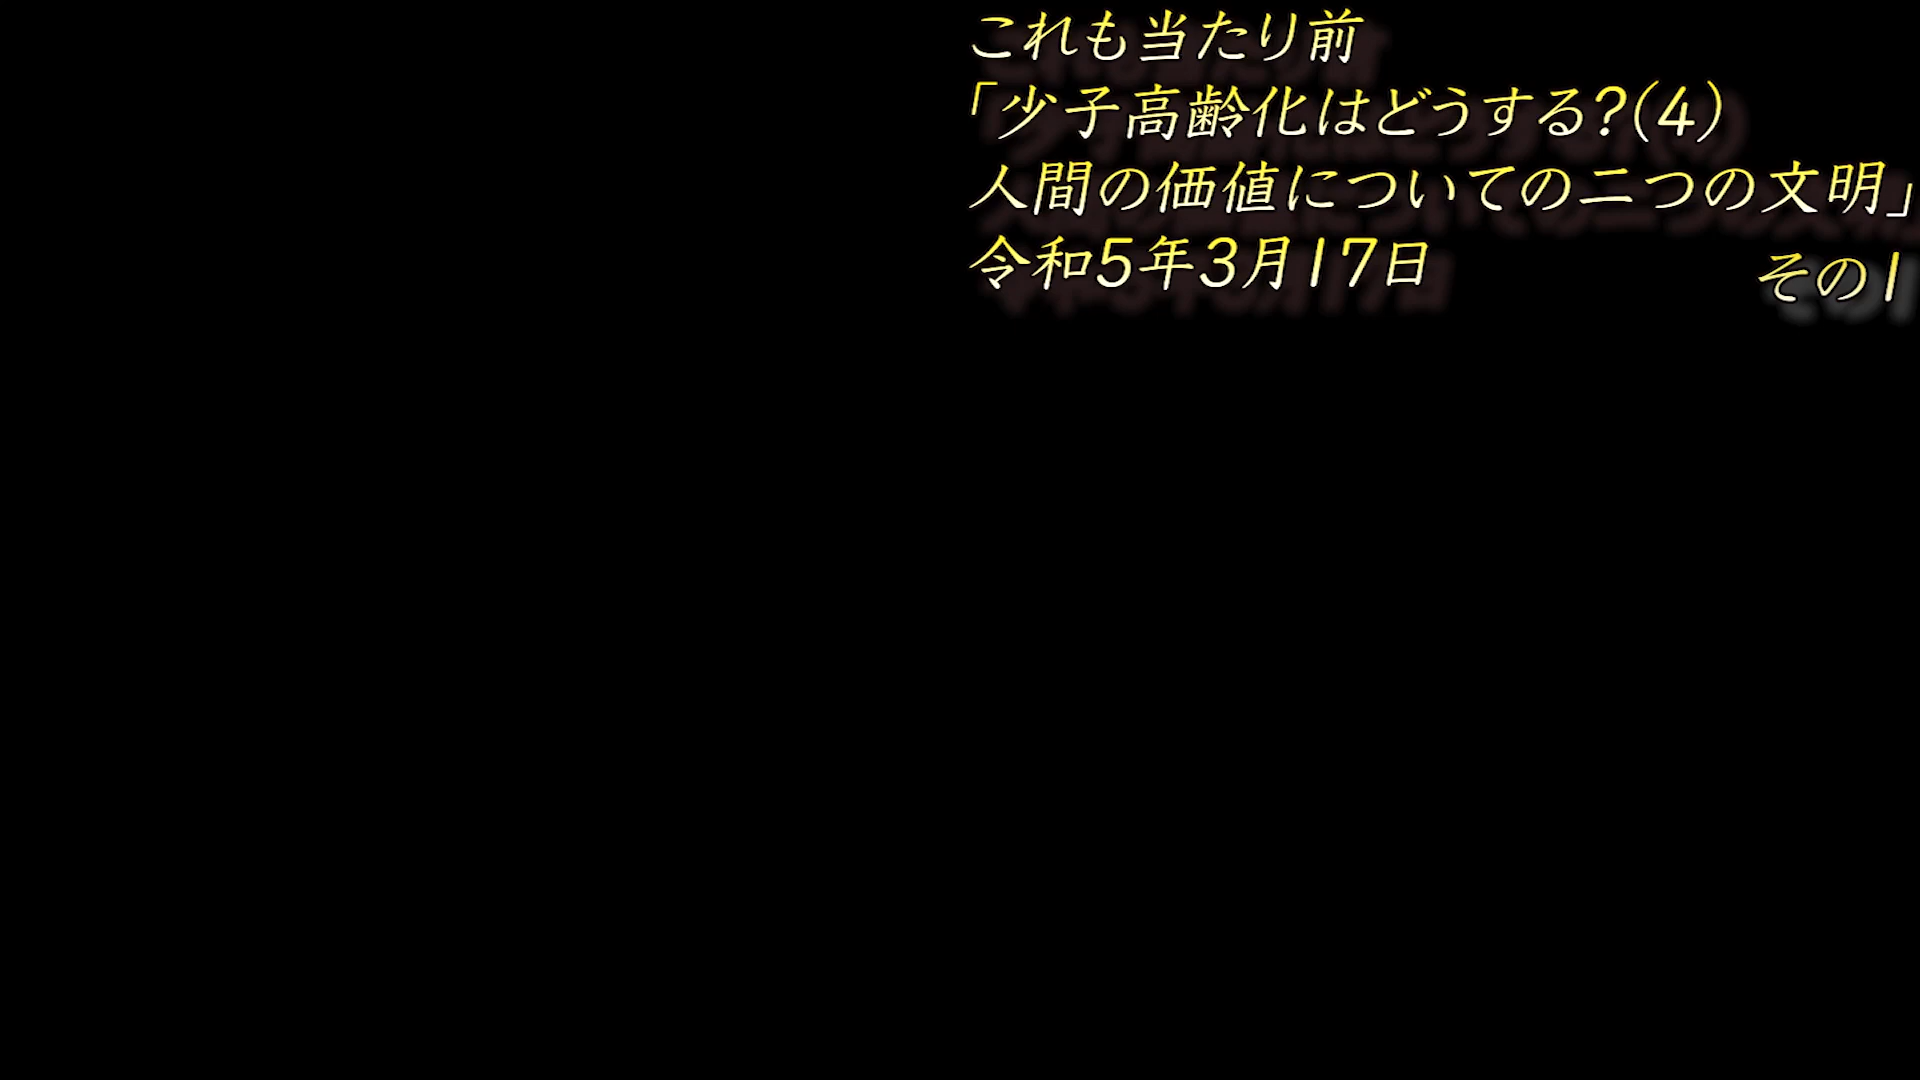 これも当たり前
「少子高齢化はどうする?(4)
人間の価値についての二つの文明」
令和5年3月17日
その1